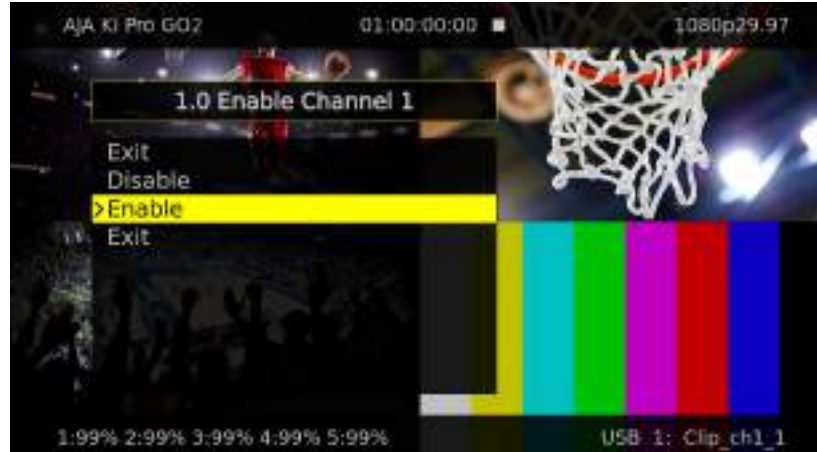 AJA Ki Pro GO2 01:00:00:00 1080p29.97
1.0 Enable Channel 1
Exit
Disable
>Enable
Exit
1:99% 2:99% 3:99% 4:99% 5:99% USB 1: Clip_ch1_1